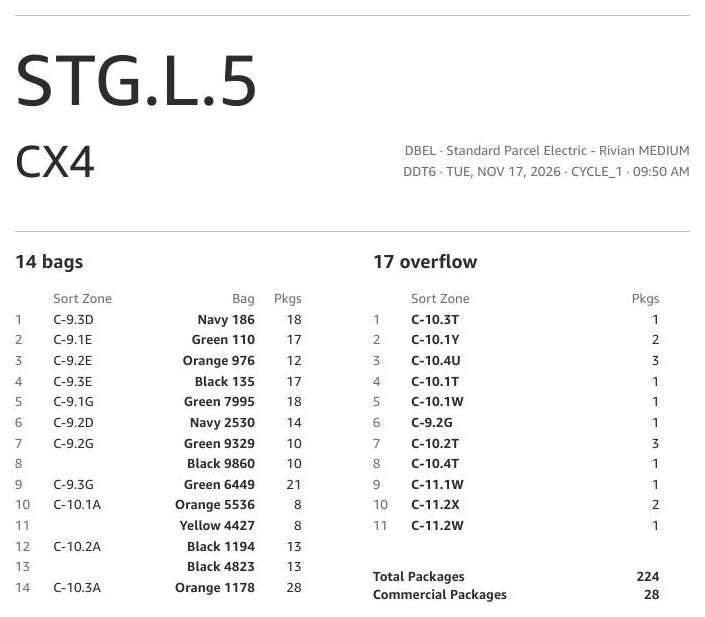 STG.L.5
CX4
DBEL · Standard Parcel Electric - Rivian MEDIUM
DDT6 · TUE, NOV 17, 2026 · CYCLE_1 · 09:50 AM
14 bags
Sort Zone Bag Pkgs
1 C-9.3D Navy 186 18
2 C-9.1E Green 110 17
3 C-9.2E Orange 976 12
4 C-9.3E Black 135 17
5 C-9.1G Green 7995 18
6 C-9.2D Navy 2530 14
7 C-9.2G Green 9329 10
8 Black 9860 10
9 C-9.3G Green 6449 21
10 C-10.1A Orange 5536 8
11 Yellow 4427 8
12 C-10.2A Black 1194 13
13 Black 4823 13
14 C-10.3A Orange 1178 28
17 overflow
Sort Zone Pkgs
1 C-10.3T 1
2 C-10.1Y 2
3 C-10.4U 3
4 C-10.1T 1
5 C-10.1W 1
6 C-9.2G 1
7 C-10.2T 3
8 C-10.4T 1
9 C-11.1W 1
10 C-11.2X 2
11 C-11.2W 1
Total Packages 224
Commercial Packages 28